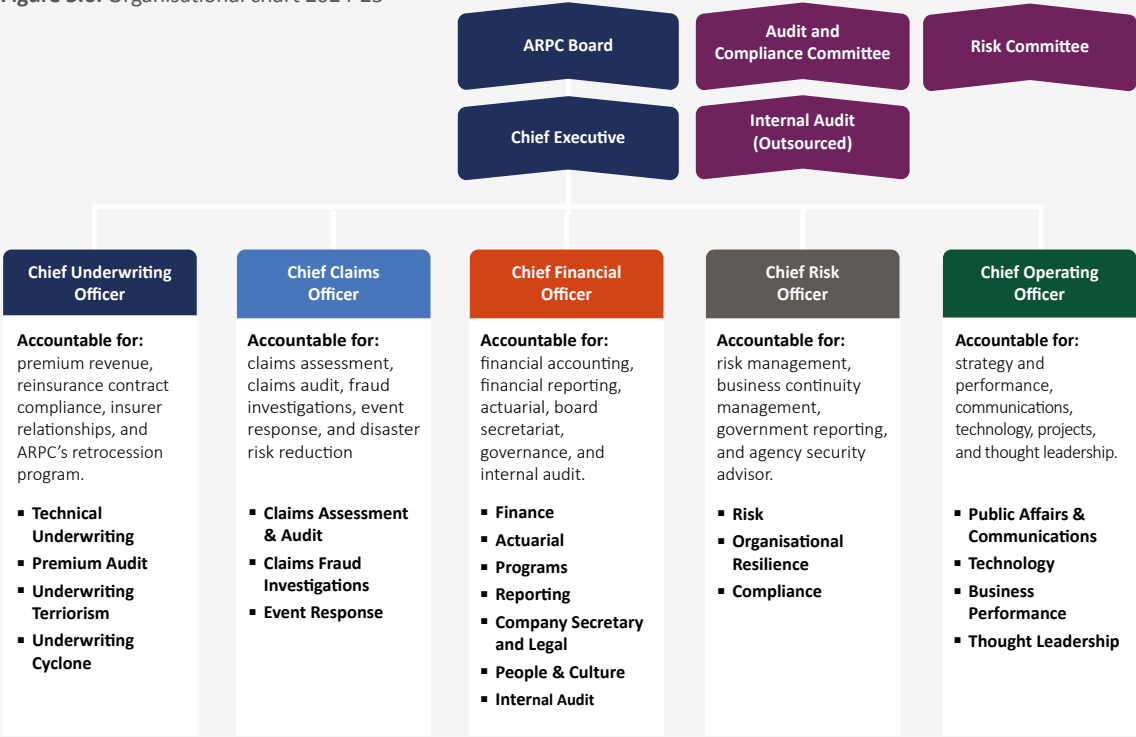 Figure 3.6: Organisational chart 2024-25
ARPC Board
Audit and
Compliance Committee
Risk Committee
Chief Executive
Internal Audit
(Outsourced)
Chief Underwriting
Officer
Accountable for:
premium revenue,
reinsurance contract
compliance, insurer
relationships, and
ARPC’s retrocession
program.
▪ Technical
Underwriting
▪ Premium Audit
▪ Underwriting
Terriorism
▪ Underwriting
Cyclone
Chief Claims
Officer
Accountable for:
claims assessment,
claims audit, fraud
investigations, event
response, and disaster
risk reduction
▪ Claims Assessment
& Audit
▪ Claims Fraud
Investigations
▪ Event Response
Chief Financial
Officer
Accountable for:
financial accounting,
financial reporting,
actuarial, board
secretariat,
governance, and
internal audit.
▪ Finance
▪ Actuarial
▪ Programs
▪ Reporting
▪ Company Secretary
and Legal
▪ People & Culture
▪ Internal Audit
Chief Risk
Officer
Accountable for:
risk management,
business continuity
management,
government reporting,
and agency security
advisor.
▪ Risk
▪ Organisational
Resilience
▪ Compliance
Chief Operating
Officer
Accountable for:
strategy and
performance,
communications,
technology, projects,
and thought leadership.
▪ Public Affairs &
Communications
▪ Technology
▪ Business
Performance
▪ Thought Leadership